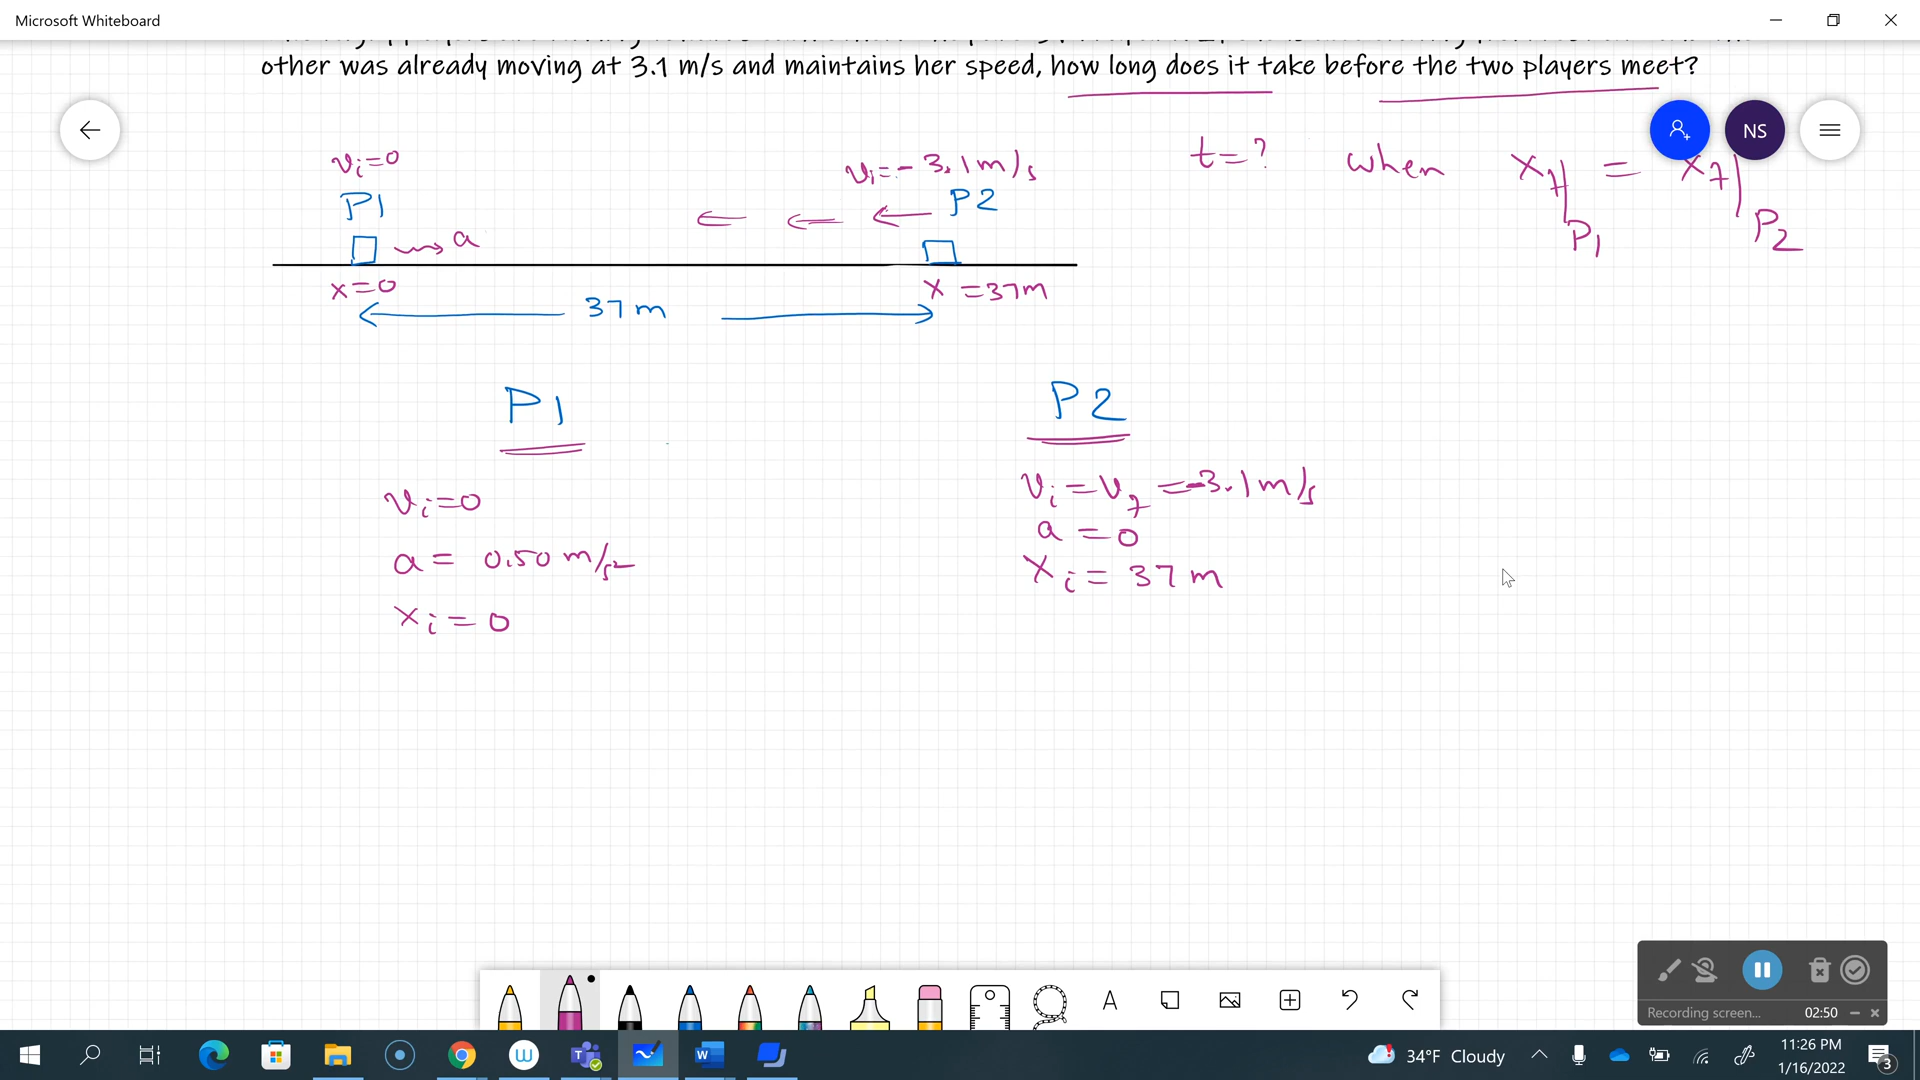 Microsoft Whiteboard
other was already moving at 3.1 m/s and maintains her speed, how long does it take before the two players meet?
NS
vi=0
vi=-3.1m/s
t=?
when
xf = xf
P1
P2
P1
P2
a
x=0
x =37m
37m
P1
P2
vi=0
vi=vf=-3.1m/s
a=0
a= 0.50 m/s2
xi=37m
xi=0
Recording screen...
02:50
34°F Cloudy
11:26 PM
1/16/2022
3